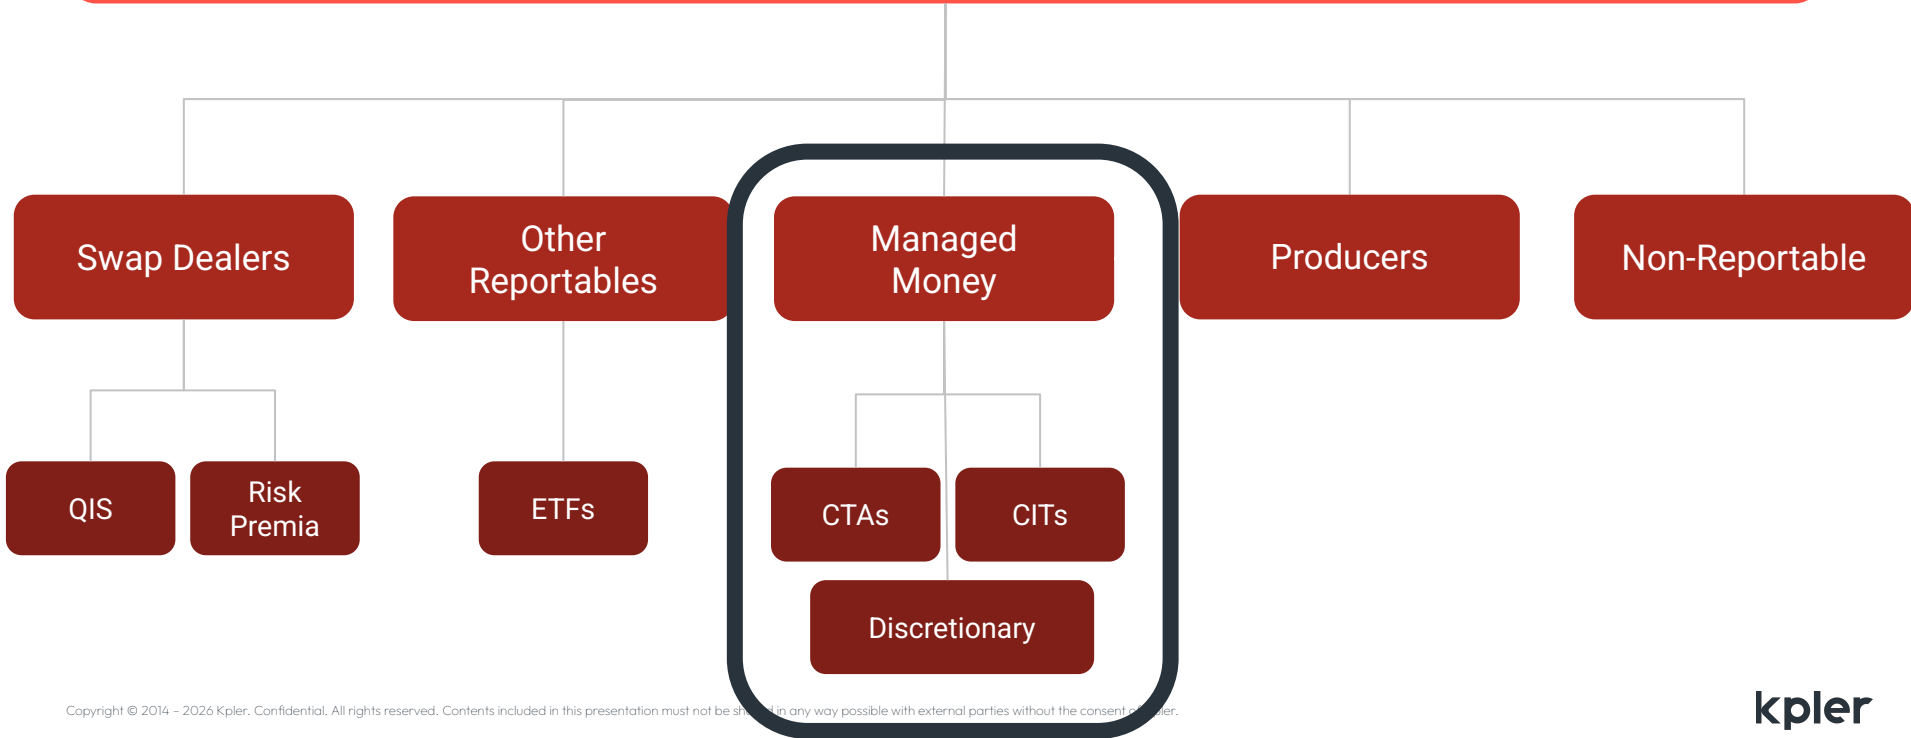 Swap Dealers
Other
Reportables
Managed
Money
Producers
Non-Reportable
QIS
Risk
Premia
ETFs
CTAs
CITs
Discretionary
Copyright © 2014 – 2026 Kpler. Confidential. All rights reserved. Contents included in this presentation must not be in any way possible with external parties without the consent
kpler